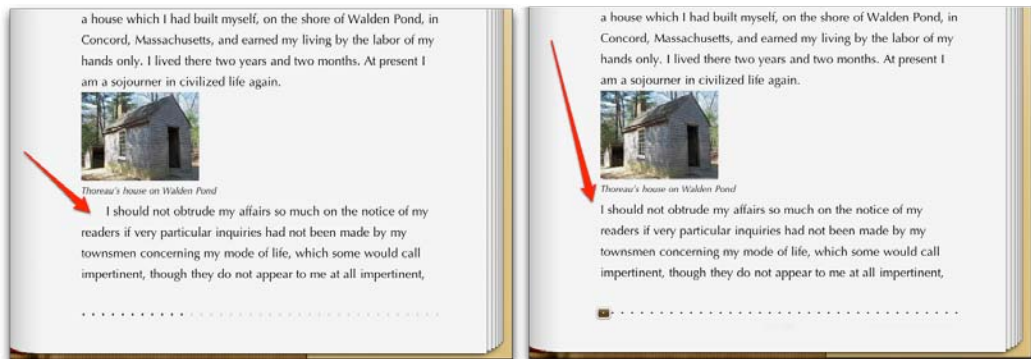 a house which I had built myself, on the shore of Walden Pond, in
Concord, Massachusetts, and earned my living by the labor of my
hands only. I lived there two years and two months. At present I
am a sojourner in civilized life again.
Thoreau's house on Walden Pond
I should not obtrude my affairs so much on the notice of my
readers if very particular inquiries had not been made by my
townsmen concerning my mode of life, which some would call
impertinent, though they do not appear to me at all impertinent,
a house which I had built myself, on the shore of Walden Pond, in
Concord, Massachusetts, and earned my living by the labor of my
hands only. I lived there two years and two months. At present I
am a sojourner in civilized life again.
Thoreau's house on Walden Pond
I should not obtrude my affairs so much on the notice of my
readers if very particular inquiries had not been made by my
townsmen concerning my mode of life, which some would call
impertinent, though they do not appear to me at all impertinent,